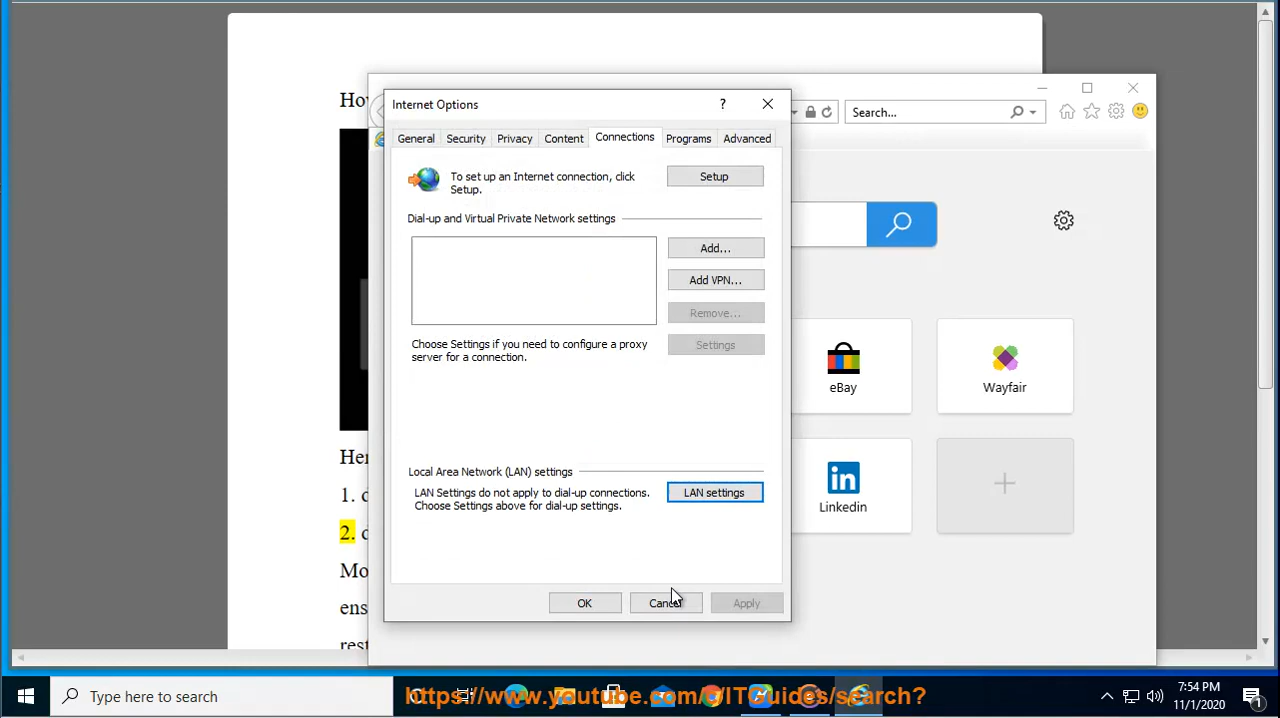 How
Internet Options
?
Search...
General
Security
Privacy
Content
Connections
Programs
Advanced
To set up an Internet connection, click
Setup.
Setup
Dial-up and Virtual Private Network settings
Add...
Add VPN...
Remove...
Choose Settings if you need to configure a proxy
server for a connection.
Settings
eBay
Wayfair
Local Area Network (LAN) settings
LAN Settings do not apply to dial-up connections.
Choose Settings above for dial-up settings.
LAN settings
in
Linkedin
OK
Cancel
Apply
1.
2.
Type here to search
Https://www.youtube.com/c/ITGuides/search?
7:54 PM
11/1/2020
1